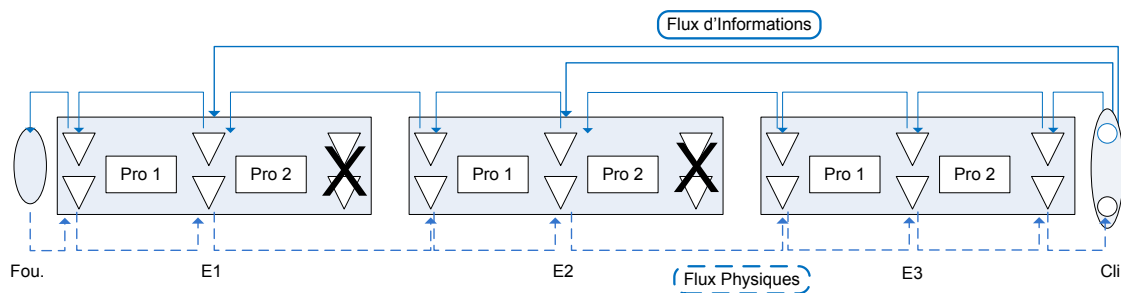 Flux d'Informations
Pro 1
Pro 2
Pro 1
Pro 2
Pro 1
Pro 2
Fou.
E1
E2
Flux Physiques
E3
Cli